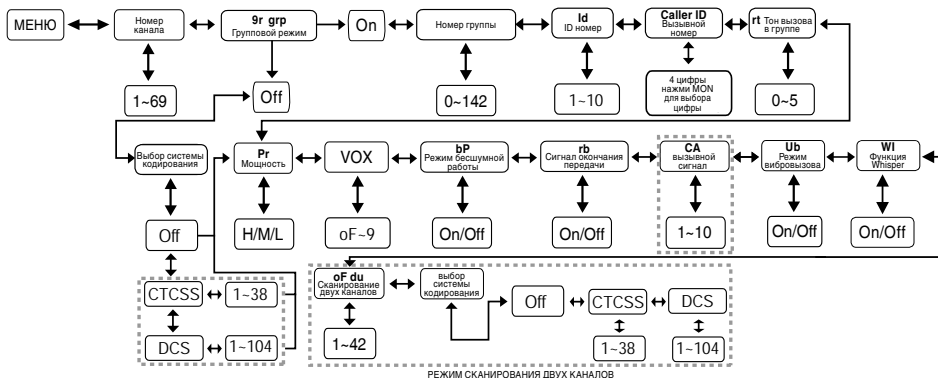 МЕНЮ
Номер
канала
9r grp
Групповой режим
On
Номер группы
Id
ID номер
Caller ID
Вызывной
номер
rt Тон вызова
в группе
1~69
Off
0~142
1~10
4 цифры
нажми MON
для выбора
цифры
0~5
Выбор системы
кодирования
Pr
Мощность
VOX
bP
Режим бесшумной
работы
rb
Сигнал окончания
передачи
CA
вызывной
сигнал
Ub
Режим
вибровызова
WI
Функция
Whisper
Off
H/M/L
oF~9
On/Off
On/Off
1~10
On/Off
On/Off
CTCSS
1~38
DCS
1~104
oF du
Сканирование
двух каналов
выбор
системы
кодирования
Off
CTCSS
DCS
1~42
1~38
1~104
РЕЖИМ СКАНИРОВАНИЯ ДВУХ КАНАЛОВ